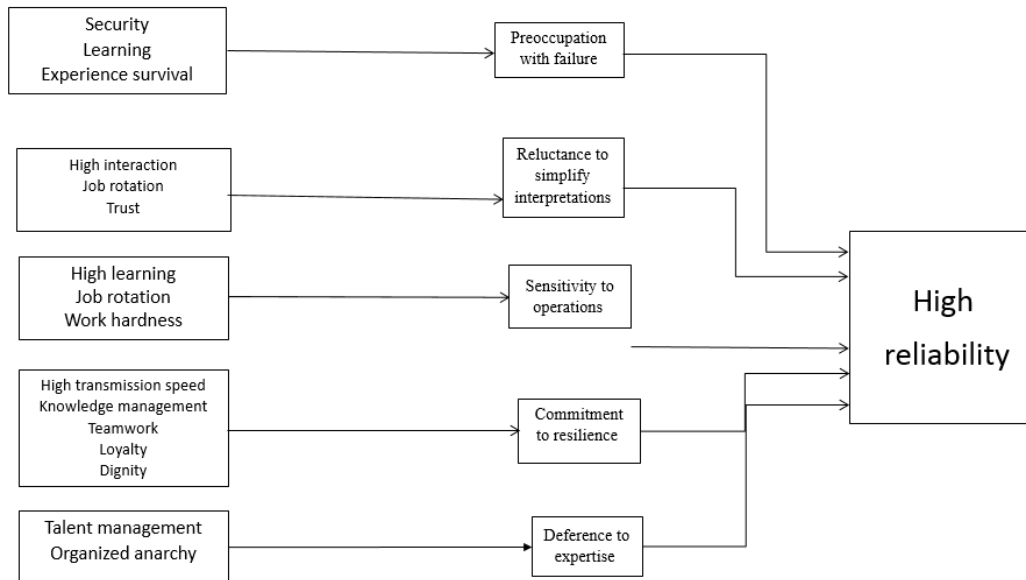 Security
Learning
Experience survival
Preoccupation
with failure
High interaction
Job rotation
Trust
Reluctance to
simplify
interpretations
High learning
Job rotation
Work hardness
Sensitivity to
operations
High transmission speed
Knowledge management
Teamwork
Loyalty
Dignity
Commitment
to resilience
Talent management
Organized anarchy
Deference to
expertise
High
reliability